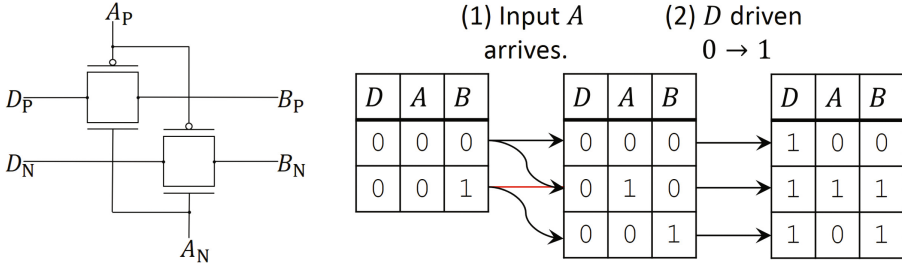 A_P
D_P
B_P
D_N
B_N
A_N
(1) Input A
arrives.
(2) D driven
0 → 1
D A B
0 0 0
0 0 1
D A B
0 0 0
0 1 0
0 0 1
D A B
1 0 0
1 1 1
1 0 1